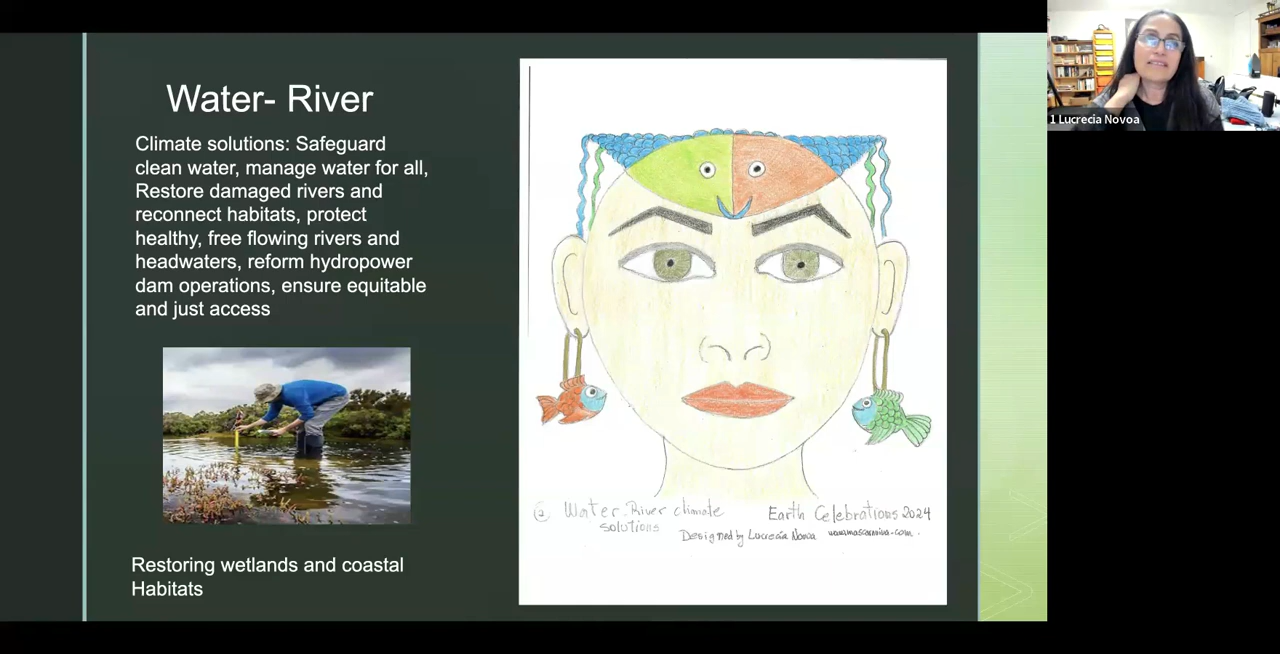 Water- River
Climate solutions: Safeguard
clean water, manage water for all,
Restore damaged rivers and
reconnect habitats, protect
healthy, free flowing rivers and
headwaters, reform hydropower
dam operations, ensure equitable
and just access
Restoring wetlands and coastal
Habitats
Water-River climate
solutions
Earth Celebrations 2024
Designed by Lucrecía Novoa
1 Lucrecia Novoa